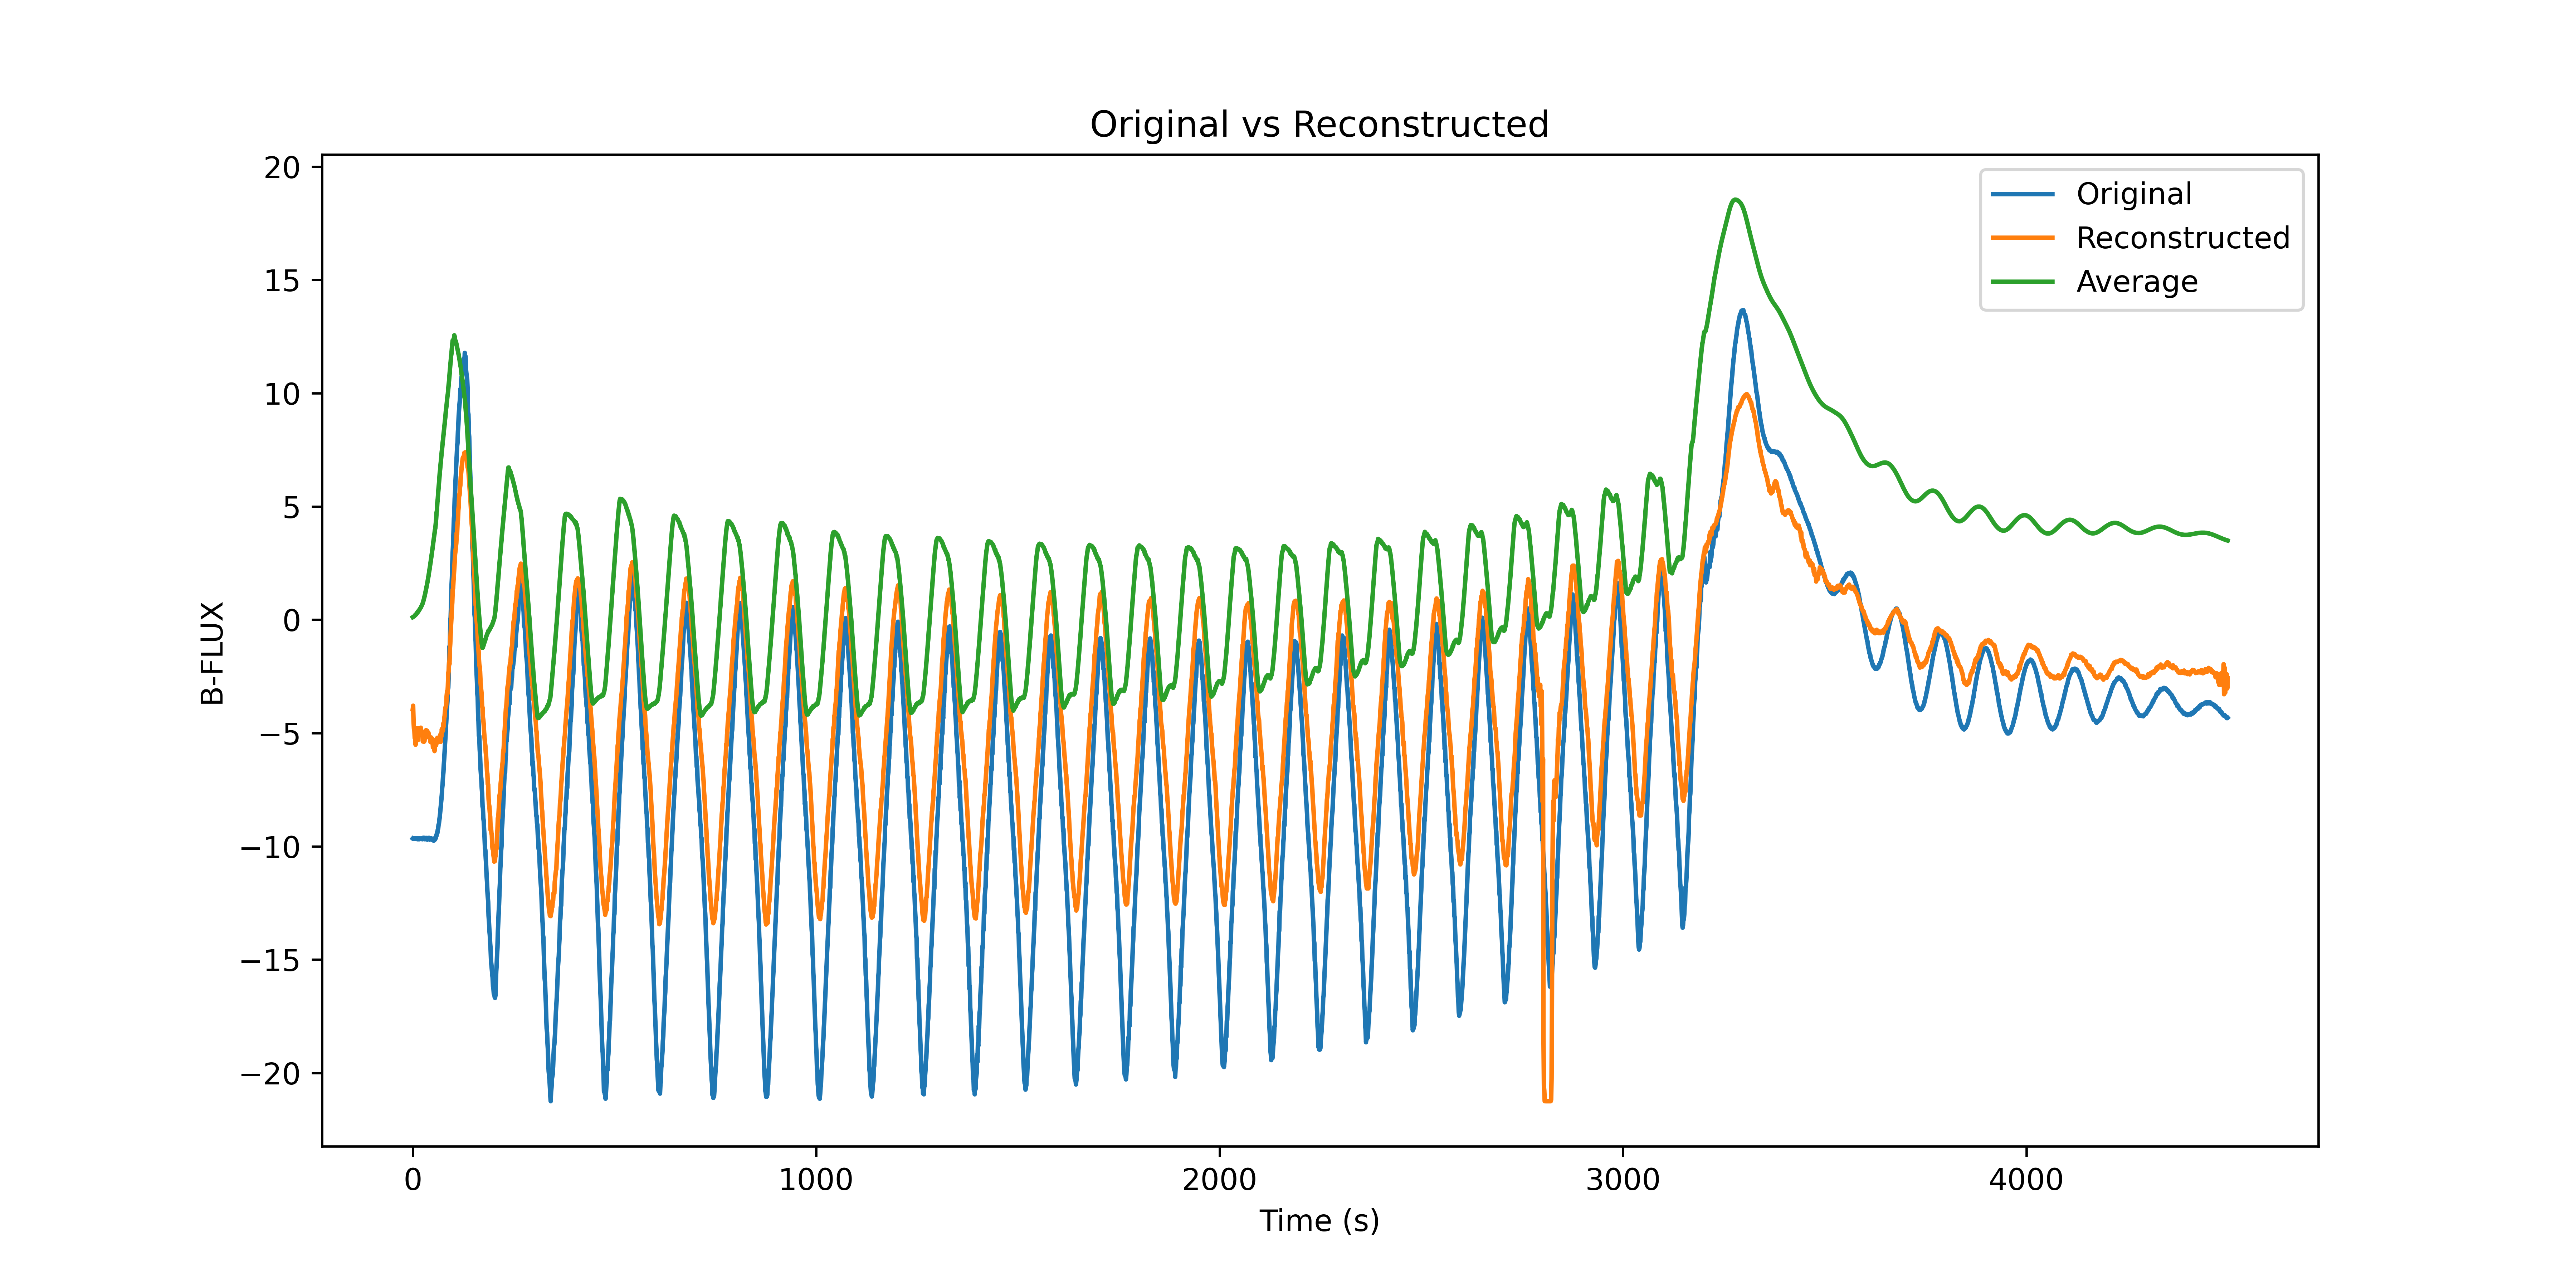 Original vs Reconstructed
Original
Reconstructed
Average
B-FLUX
20
15
10
5
0
−5
−10
−15
−20
0 1000 2000 3000 4000
Time (s)